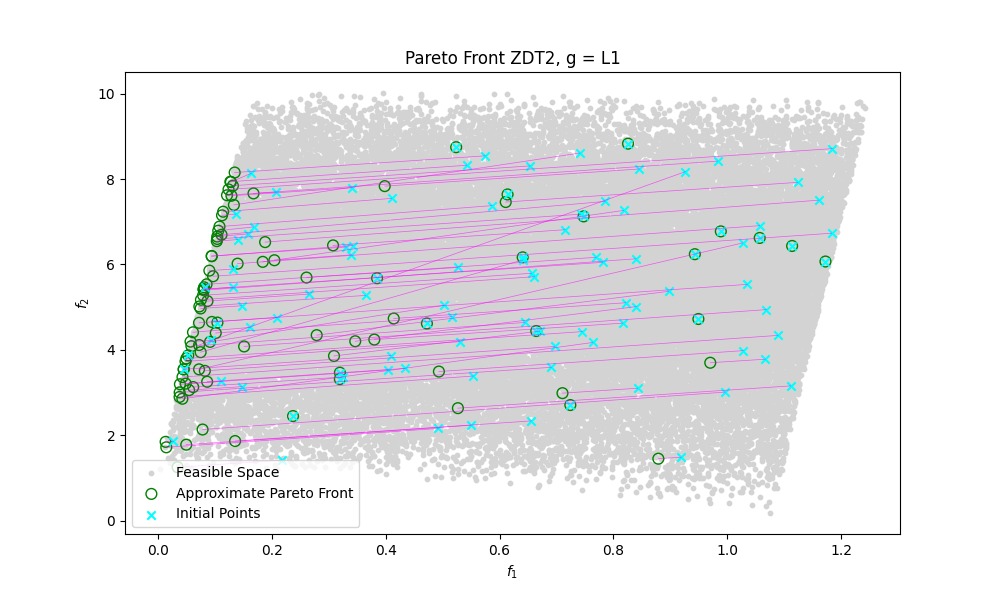 Pareto Front ZDT2, g = L1
10
8
6
4
2
0
f₂
Feasible Space
Approximate Pareto Front
Initial Points
0.0 0.2 0.4 0.6 0.8 1.0 1.2
f₁